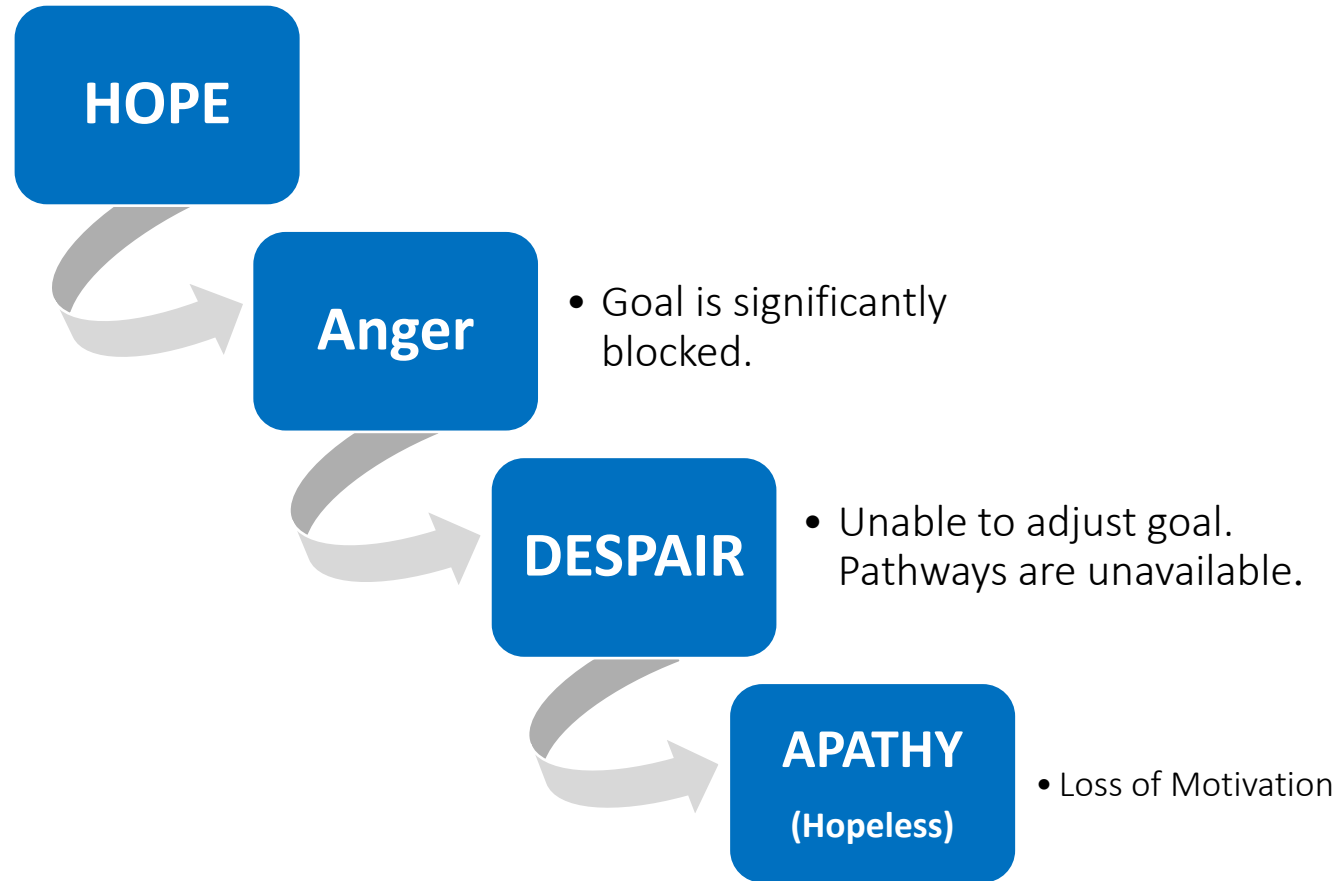 HOPE
Anger
• Goal is significantly
blocked.
DESPAIR
• Unable to adjust goal.
Pathways are unavailable.
APATHY
(Hopeless)
• Loss of Motivation